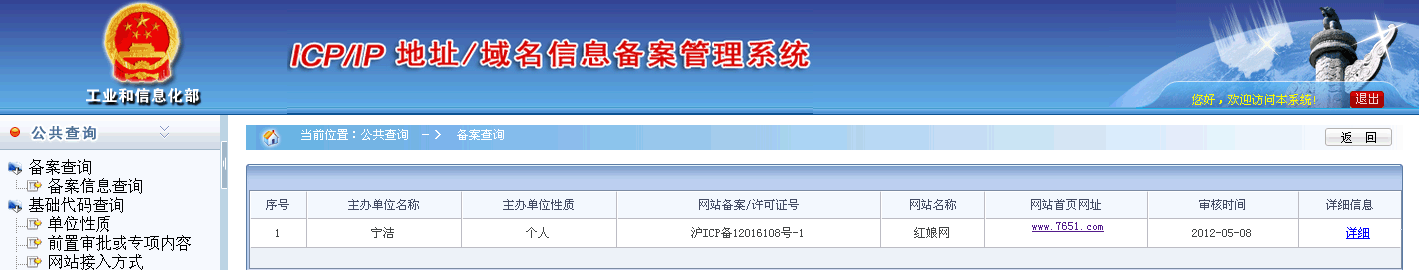 ICP/IP 地址/域名信息备案管理系统
工业和信息化部
您好，欢迎访问本系统！ 退出
公共查询
当前位置：公共查询 -> 备案查询
返 回
备案查询
备案信息查询
基础代码查询
单位性质
前置审批或专项内容
网站接入方式
序号 主办单位名称 主办单位性质 网站备案/许可证号 网站名称 网站首页网址 审核时间 详细信息
1 宁洁 个人 沪ICP备12016108号-1 红娘网 www.7651.com 2012-05-08 详细